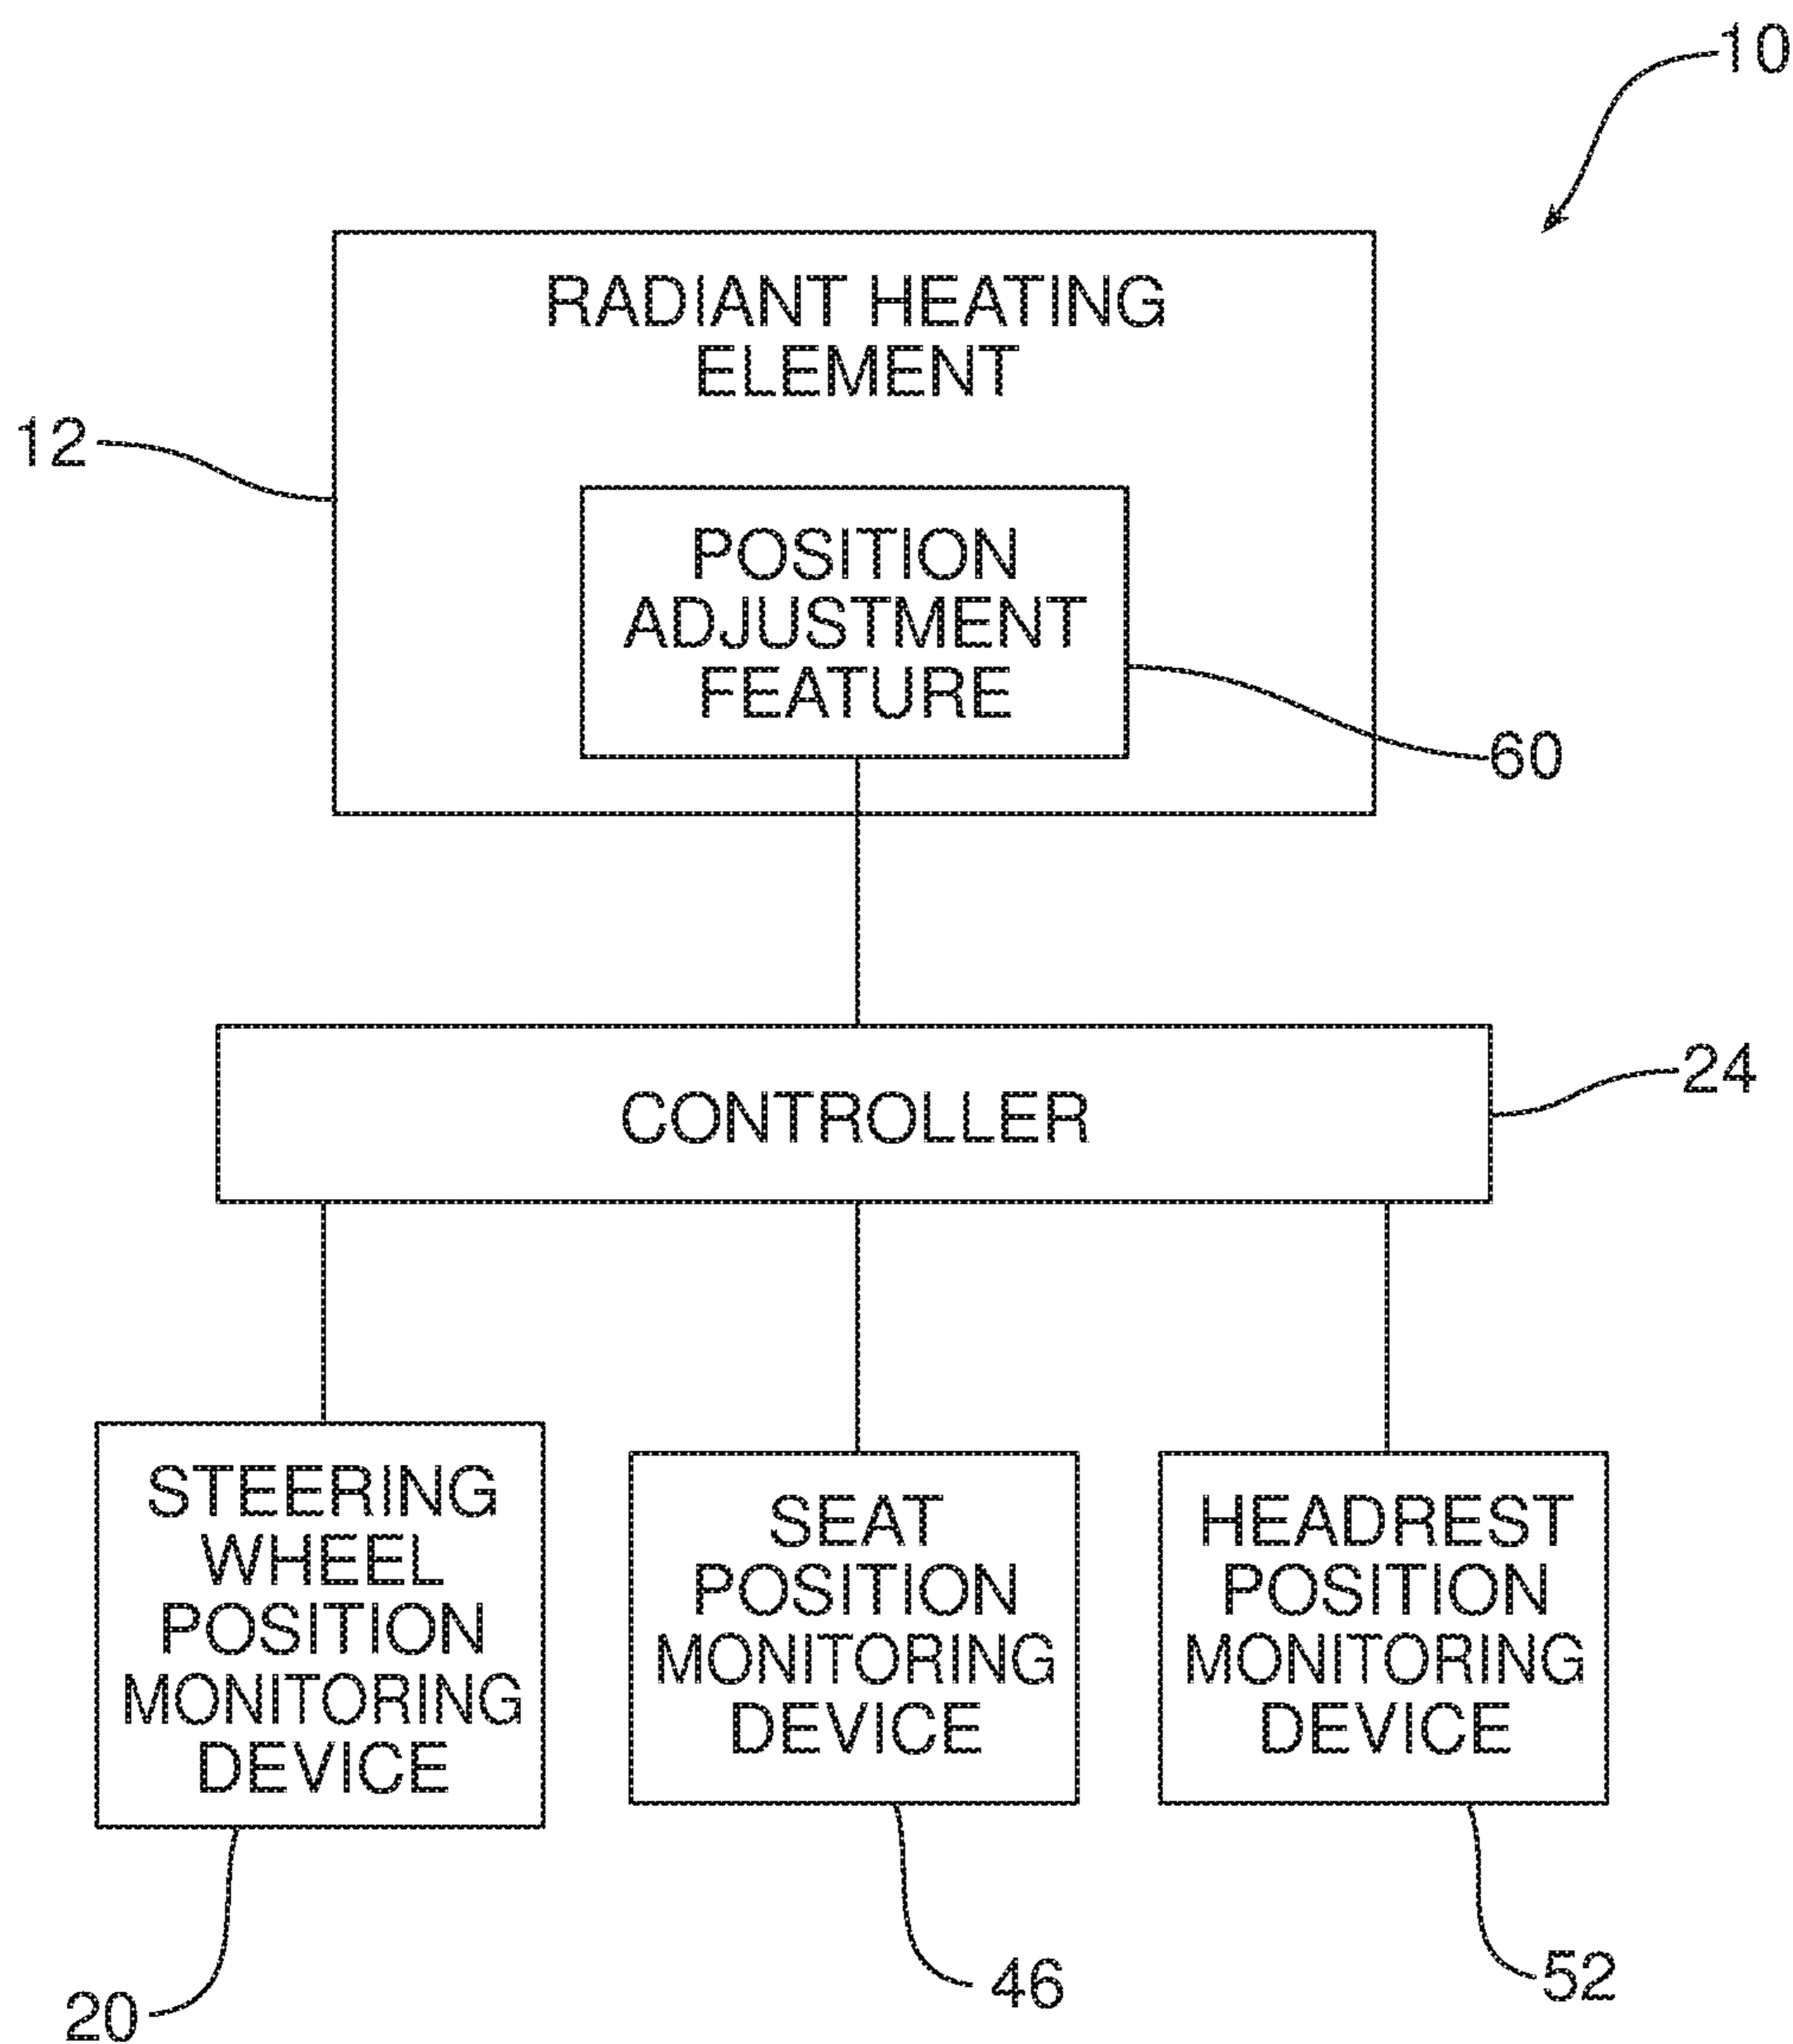 10
RADIANT HEATING
ELEMENT
12
POSITION
ADJUSTMENT
FEATURE
60
CONTROLLER
24
STEERING
WHEEL
POSITION
MONITORING
DEVICE
SEAT
POSITION
MONITORING
DEVICE
HEADREST
POSITION
MONITORING
DEVICE
20
46
52